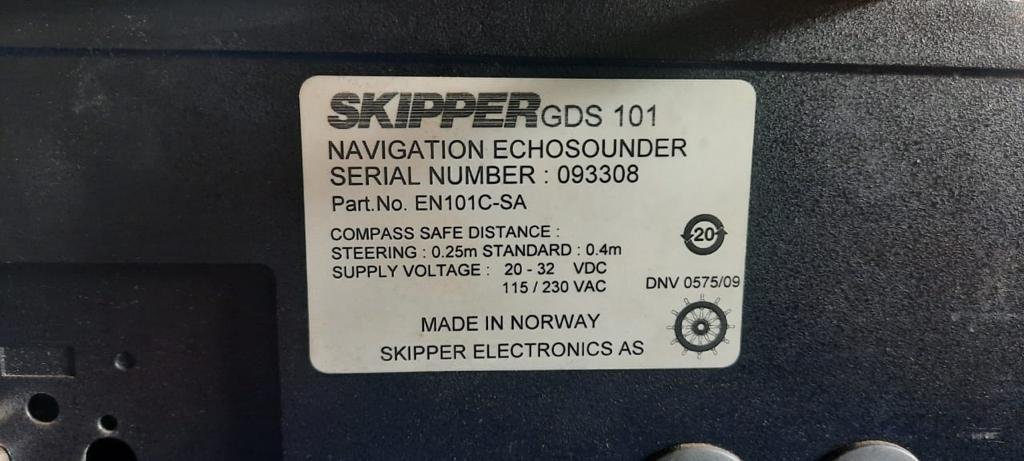 SKIPPER GDS 101
NAVIGATION ECHOSOUNDER
SERIAL NUMBER : 093308
Part.No. EN101C-SA
COMPASS SAFE DISTANCE :
STEERING : 0.25m STANDARD : 0.4m
SUPPLY VOLTAGE : 20 - 32 VDC
115 / 230 VAC
20
DNV 0575/09
MADE IN NORWAY
SKIPPER ELECTRONICS AS